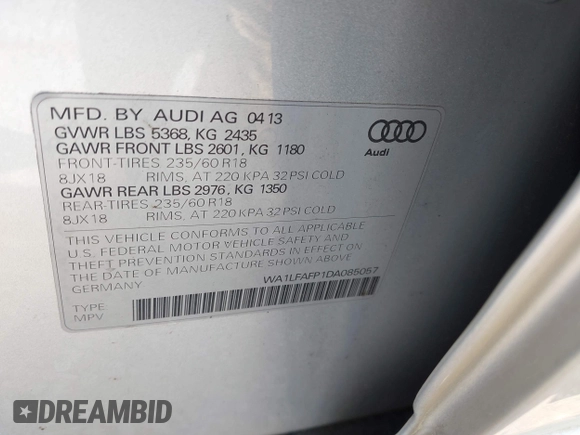 MFD. BY AUDI AG 04 13
GVWR LBS 5368, KG 2435
GAWR FRONT LBS 2601, KG 1180
FRONT-TIRES 235/60 R18
8JX18 RIMS, AT 220 KPA 32 PSI COLD
GAWR REAR LBS 2976, KG 1350
REAR-TIRES 235/60 R18
8JX18 RIMS, AT 220 KPA 32 PSI COLD
Audi
THIS VEHICLE CONFORMS TO ALL APPLICABLE
U.S. FEDERAL MOTOR VEHICLE SAFETY AND
THEFT PREVENTION STANDARDS IN EFFECT ON
THE DATE OF MANUFACTURE SHOWN ABOVE
GERMANY
WA1LFAFP1DA085057
TYPE
MPV
DREAMBID